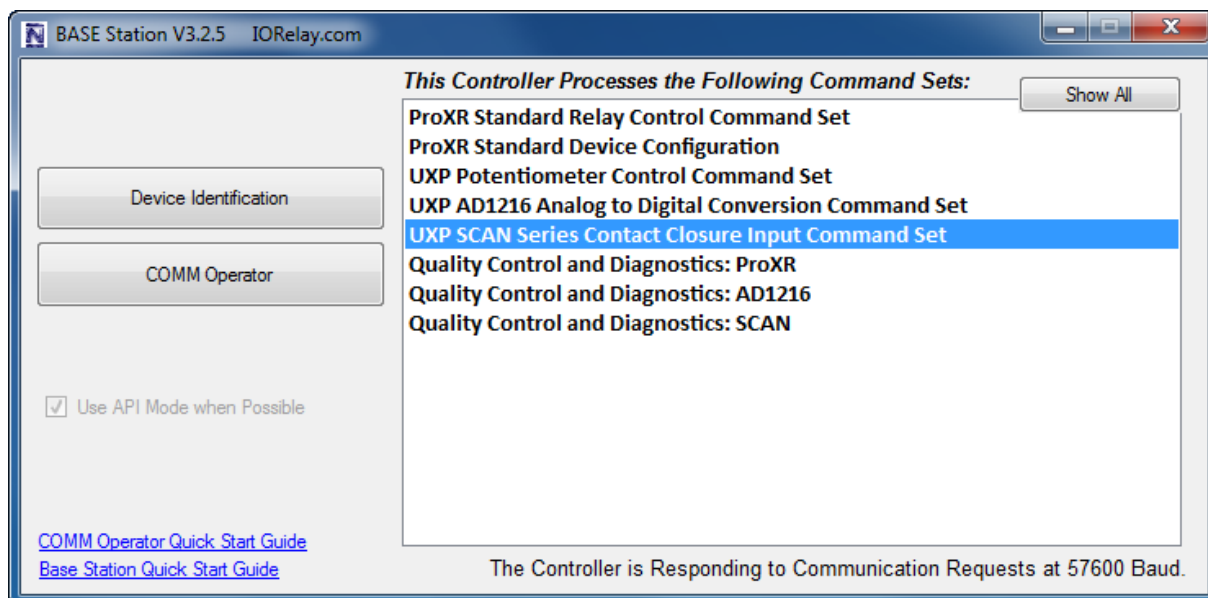 BASE Station V3.2.5 IORelay.com
This Controller Processes the Following Command Sets:
Show All
ProXR Standard Relay Control Command Set
ProXR Standard Device Configuration
UXP Potentiometer Control Command Set
UXP AD1216 Analog to Digital Conversion Command Set
UXP SCAN Series Contact Closure Input Command Set
Quality Control and Diagnostics: ProXR
Quality Control and Diagnostics: AD1216
Quality Control and Diagnostics: SCAN
Device Identification
COMM Operator
Use API Mode when Possible
COMM Operator Quick Start Guide
Base Station Quick Start Guide
The Controller is Responding to Communication Requests at 57600 Baud.